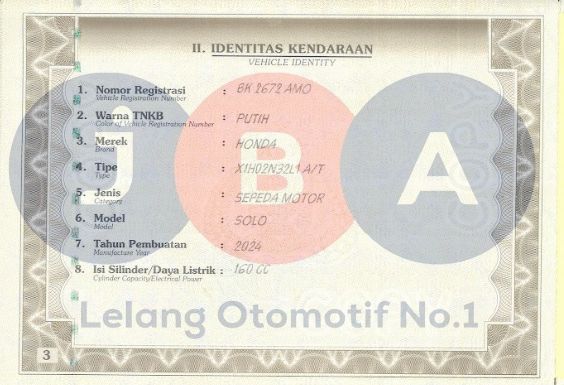 II. IDENTITAS KENDARAAN
VEHICLE IDENTITY
1. Nomor Registrasi : BK 2672 AMO
Vehicle Registration Number
2. Warna TNKB : PUTIH
Color of Vehicle Registration Number
3. Merek : HONDA
Brand
4. Tipe : X1H02N32L1 A/T
Type
5. Jenis : SEPEDA MOTOR
Category
6. Model : SOLO
Model
7. Tahun Pembuatan : 2024
Manufacture Year
8. Isi Silinder/Daya Listrik : 160 CC
Cylinder Capacity/Electrical Power
J B A
Lelang Otomotif No.1
3